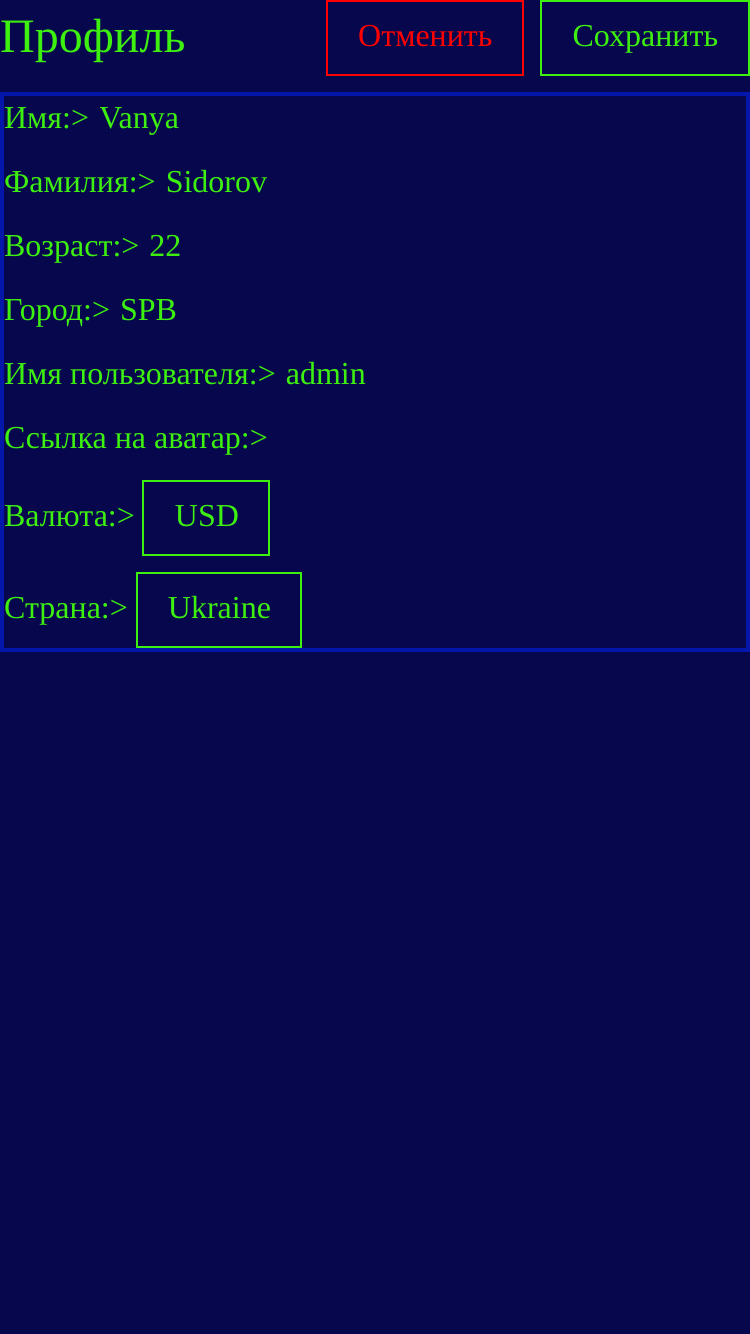 Профиль Отменить Сохранить
Имя:> Vanya
Фамилия:> Sidorov
Возраст:> 22
Город:> SPB
Имя пользователя:> admin
Ссылка на аватар:>
Валюта:> USD
Страна:> Ukraine